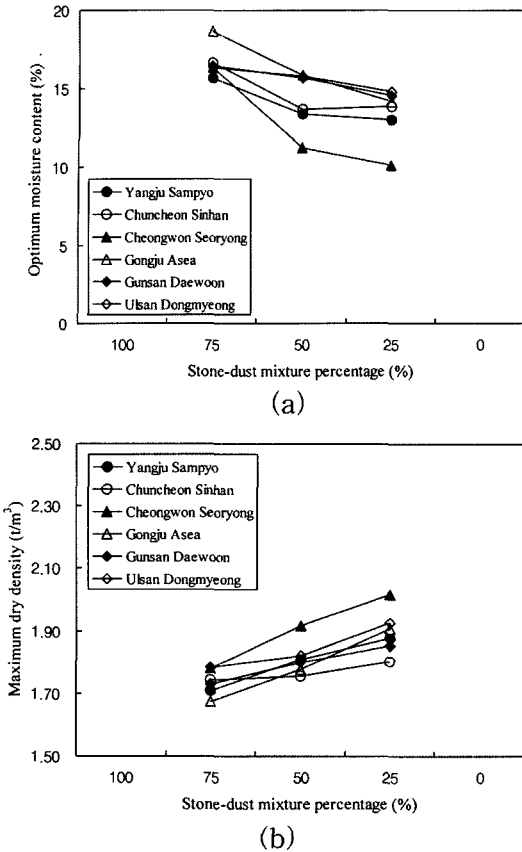 Optimum moisture content (%)
20
15
10
5
0
Yangju Sampyo
Chuncheon Sinhan
Cheongwon Seoryong
Gongju Asea
Gunsan Daewoon
Ulsan Dongmyeong
100 75 50 25 0
Stone-dust mixture percentage (%)
(a)
Maximum dry density (t/m³)
2.50
2.30
2.10
1.90
1.70
1.50
Yangju Sampyo
Chuncheon Sinhan
Cheongwon Seoryong
Gongju Asea
Gunsan Daewoon
Ulsan Dongmyeong
100 75 50 25 0
Stone-dust mixture percentage (%)
(b)